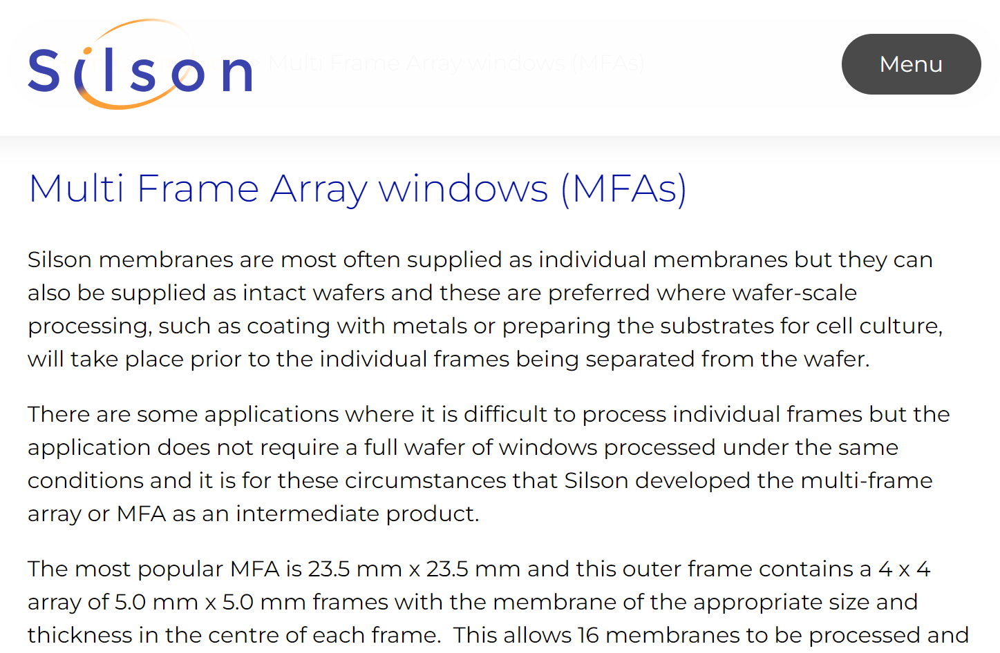 Silson
> Multi Frame Array windows (MFAs)
Menu
Multi Frame Array windows (MFAs)
Silson membranes are most often supplied as individual membranes but they can
also be supplied as intact wafers and these are preferred where wafer-scale
processing, such as coating with metals or preparing the substrates for cell culture,
will take place prior to the individual frames being separated from the wafer.
There are some applications where it is difficult to process individual frames but the
application does not require a full wafer of windows processed under the same
conditions and it is for these circumstances that Silson developed the multi-frame
array or MFA as an intermediate product.
The most popular MFA is 23.5 mm x 23.5 mm and this outer frame contains a 4 x 4
array of 5.0 mm x 5.0 mm frames with the membrane of the appropriate size and
thickness in the centre of each frame.  This allows 16 membranes to be processed and